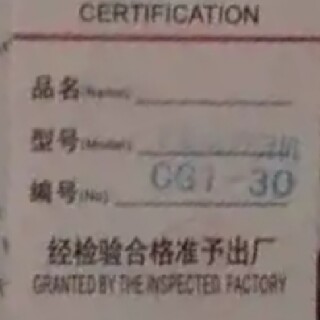 CERTIFICATION
品名(Name)
型号(Model)
编号(No) CG1-30
经检验合格准予出厂
GRANTED BY THE INSPECTED FACTORY